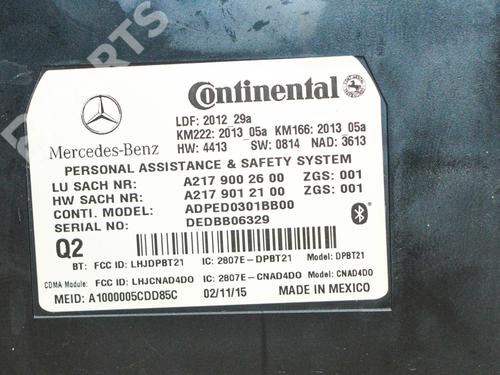 Continental
Mercedes-Benz
LDF: 2012_29a
KM222: 2013_05a KM166: 2013_05a
HW: 4413 SW: 0814 NAD: 3613
PERSONAL ASSISTANCE & SAFETY SYSTEM
LU SACH NR: A217 900 26 00 ZGS: 001
HW SACH NR: A217 901 21 00 ZGS: 001
CONTI. MODEL: ADPED0301BB00
SERIAL NO: DEDBB06329
Q2
BT: FCC ID: LHJDPBT21 IC: 2807E-DPBT21 Model: DPBT21
CDMA Module: FCC ID: LHJCNAD4DO IC: 2807E-CNAD4DO Model: CNAD4DO
MEID: A1000005CDD85C 02/11/15 MADE IN MEXICO
B-PARTS